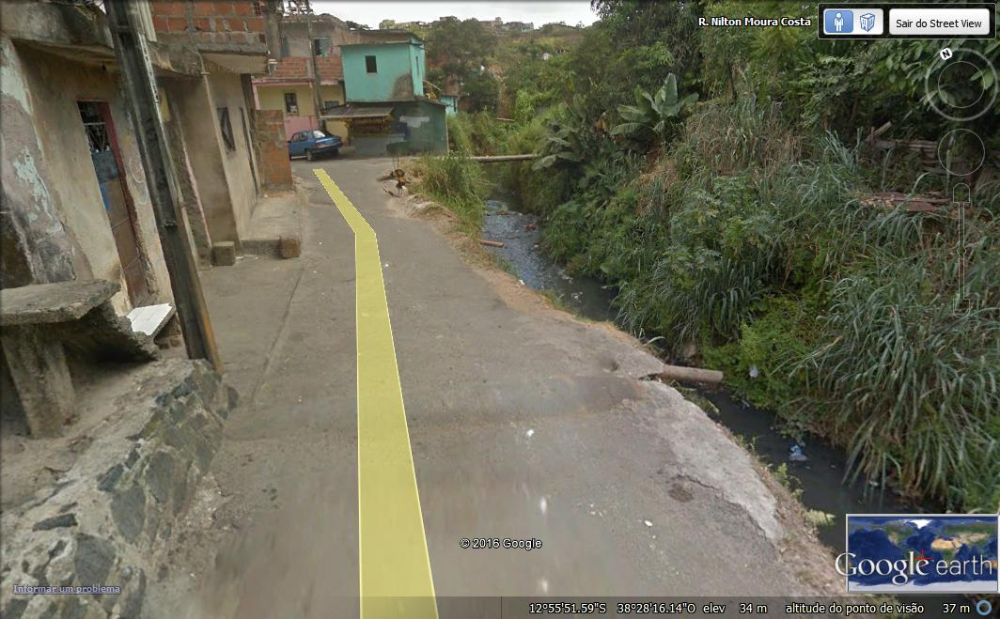 R. Nilton Moura Costa
Sair do Street View
N
© 2016 Google
Google earth
Informar um problema
12°55'51.59"S 38°28'16.14"O elev 34 m altitude do ponto de visão 37 m